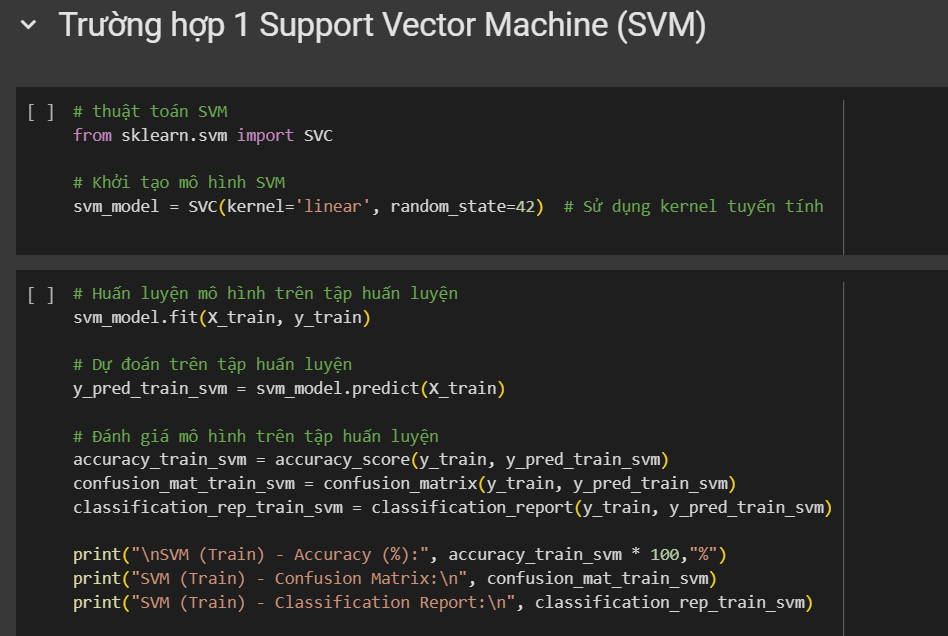 Trường hợp 1 Support Vector Machine (SVM)
[ ] # thuật toán SVM
from sklearn.svm import SVC
# Khởi tạo mô hình SVM
svm_model = SVC(kernel='linear', random_state=42)  # Sử dụng kernel tuyến tính
[ ] # Huấn luyện mô hình trên tập huấn luyện
svm_model.fit(X_train, y_train)
# Dự đoán trên tập huấn luyện
y_pred_train_svm = svm_model.predict(X_train)
# Đánh giá mô hình trên tập huấn luyện
accuracy_train_svm = accuracy_score(y_train, y_pred_train_svm)
confusion_mat_train_svm = confusion_matrix(y_train, y_pred_train_svm)
classification_rep_train_svm = classification_report(y_train, y_pred_train_svm)
print("\nSVM (Train) - Accuracy (%):", accuracy_train_svm * 100,"%")
print("SVM (Train) - Confusion Matrix:\n", confusion_mat_train_svm)
print("SVM (Train) - Classification Report:\n", classification_rep_train_svm)